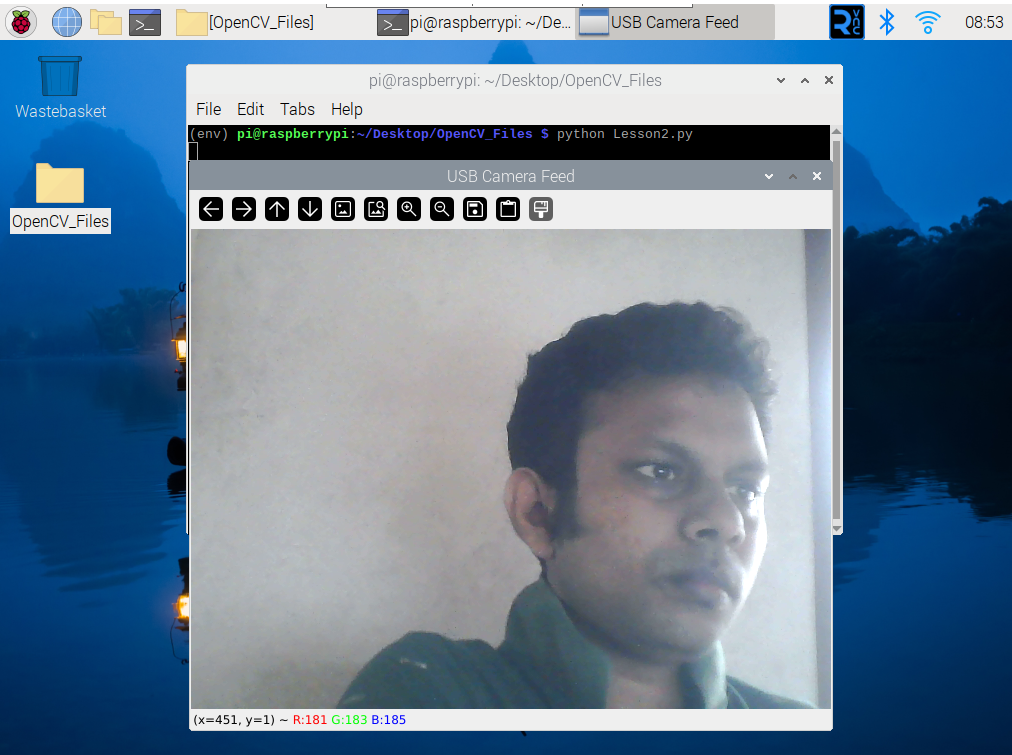 [OpenCV_Files]
pi@raspberrypi: ~/De...
USB Camera Feed
VNC
08:53
Wastebasket
OpenCV_Files
pi@raspberrypi: ~/Desktop/OpenCV_Files
File Edit Tabs Help
(env) pi@raspberrypi:~/Desktop/OpenCV_Files $ python Lesson2.py
USB Camera Feed
(x=451, y=1) ~ R:181 G:183 B:185